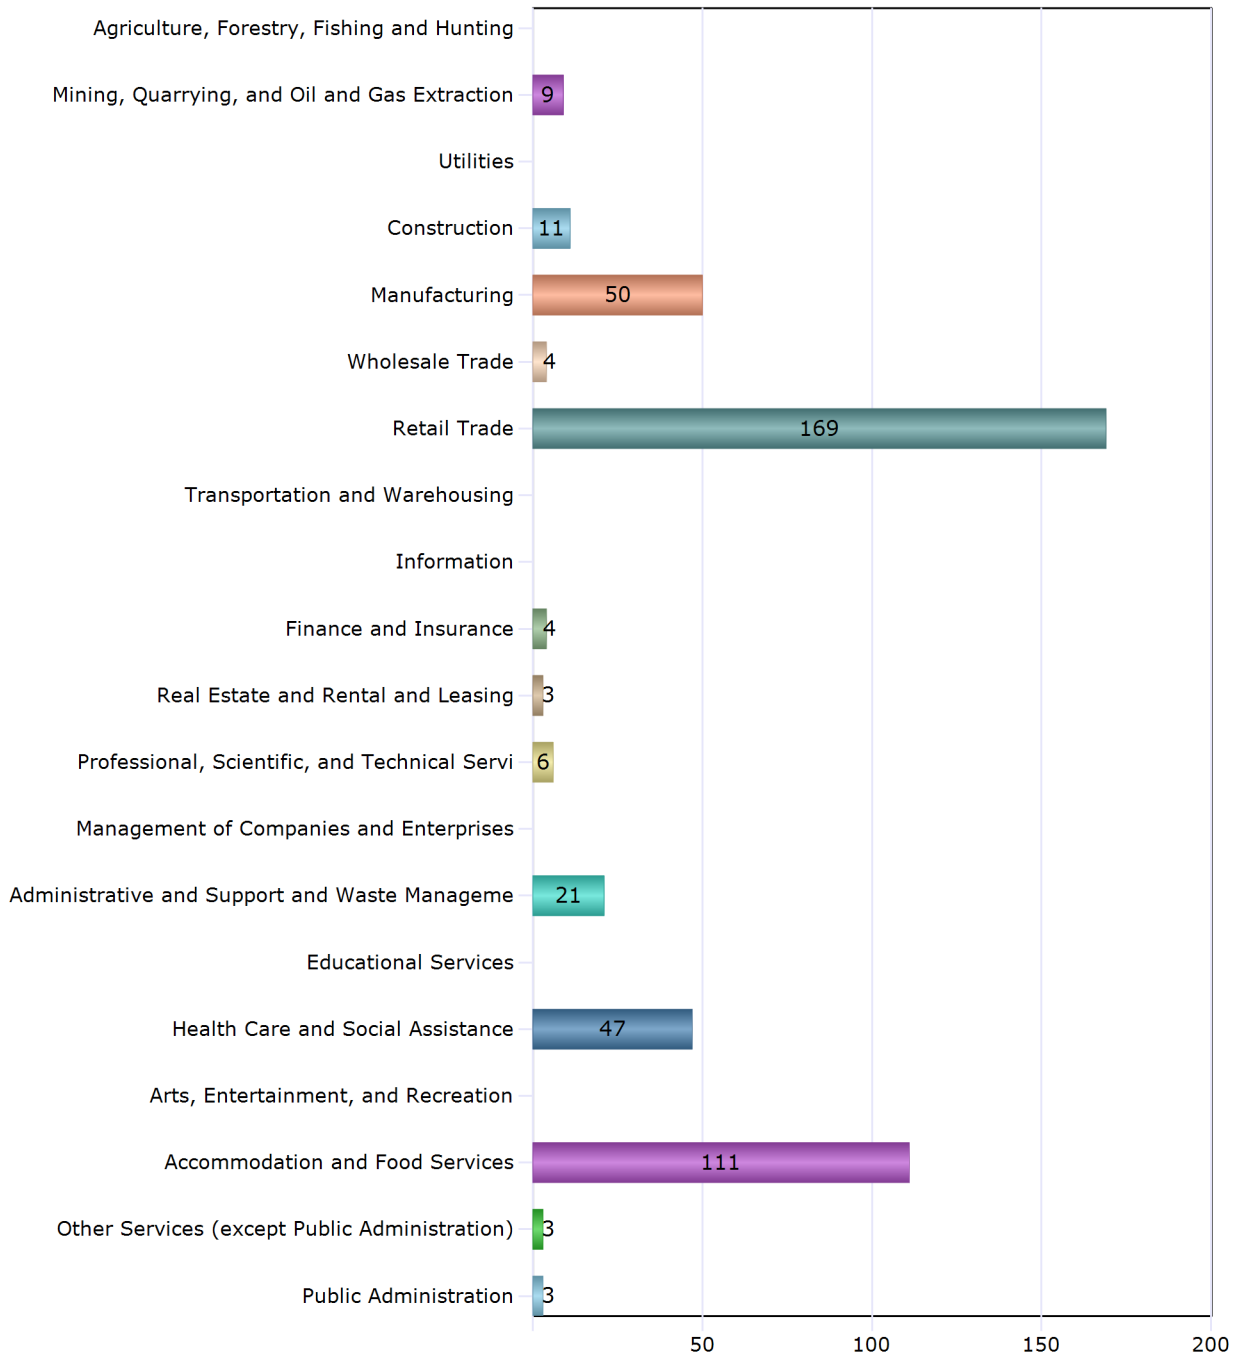 Agriculture, Forestry, Fishing and Hunting
Mining, Quarrying, and Oil and Gas Extraction 9
Utilities
Construction 11
Manufacturing 50
Wholesale Trade 4
Retail Trade 169
Transportation and Warehousing
Information
Finance and Insurance 4
Real Estate and Rental and Leasing 3
Professional, Scientific, and Technical Servi 6
Management of Companies and Enterprises
Administrative and Support and Waste Manageme 21
Educational Services
Health Care and Social Assistance 47
Arts, Entertainment, and Recreation
Accommodation and Food Services 111
Other Services (except Public Administration) 3
Public Administration 3
50 100 150 200